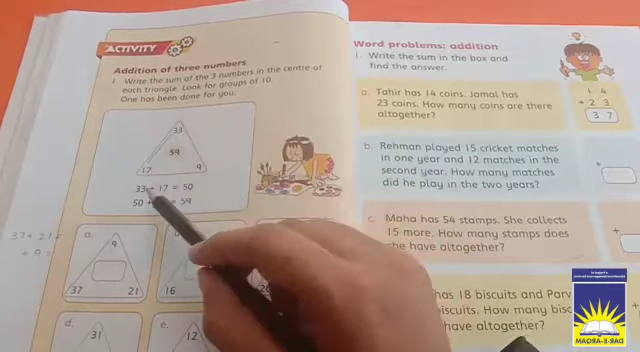 ACTIVITY
Addition of three numbers
1. Write the sum of the 3 numbers in the centre of
each triangle. Look for groups of 10.
One has been done for you.
33
59
17 9
33 + 17 = 50
50 + = 59
37+ 21 =
+ 9 =
a.
9
37 21
16
d.
31
e.
12
Word problems: addition
1. Write the sum in the box and
find the answer.
a. Tahir has 14 coins. Jamal has
23 coins. How many coins are there
altogether?
1 4
+ 2 3
3 7
b. Rehman played 15 cricket matches
in one year and 12 matches in the
second year. How many matches
did he play in the two years?
+
c. Maha has 54 stamps. She collects
15 more. How many stamps does
she have altogether?
+
has 18 biscuits and Parv
biscuits. How many bisc
have altogether?
+
MAQRA-E-RAQ